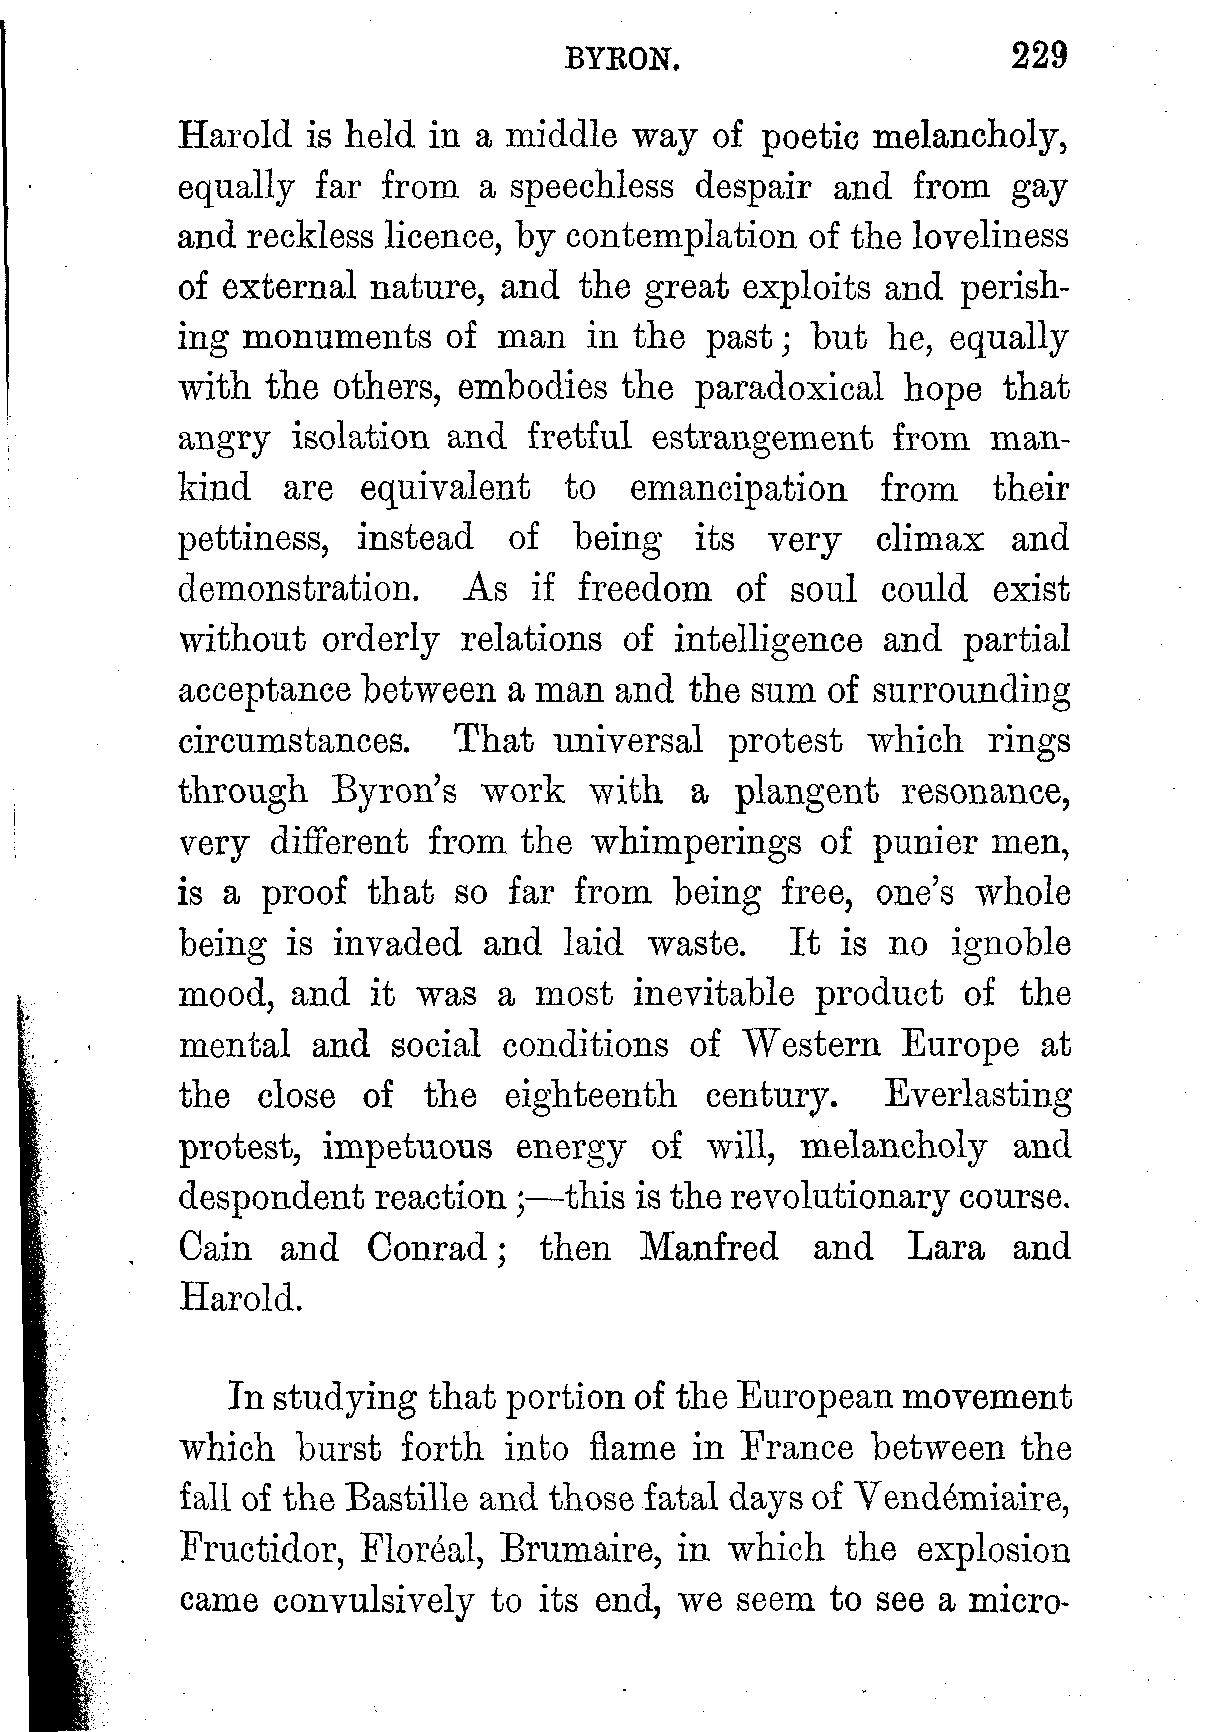 BYRON. 229
Harold is held in a middle way of poetic melancholy,
equally far from a speechless despair and from gay
and reckless licence, by contemplation of the loveliness
of external nature, and the great exploits and perish-
ing monuments of man in the past; but he, equally
with the others, embodies the paradoxical hope that
angry isolation and fretful estrangement from man-
kind are equivalent to emancipation from their
pettiness, instead of being its very climax and
demonstration. As if freedom of soul could exist
without orderly relations of intelligence and partial
acceptance between a man and the sum of surrounding
circumstances. That universal protest which rings
through Byron's work with a plangent resonance,
very different from the whimperings of punier men,
is a proof that so far from being free, one's whole
being is invaded and laid waste. It is no ignoble
mood, and it was a most inevitable product of the
mental and social conditions of Western Europe at
the close of the eighteenth century. Everlasting
protest, impetuous energy of will, melancholy and
despondent reaction;—this is the revolutionary course.
Cain and Conrad; then Manfred and Lara and
Harold.
In studying that portion of the European movement
which burst forth into flame in France between the
fall of the Bastille and those fatal days of Vendémiaire,
Fructidor, Floréal, Brumaire, in which the explosion
came convulsively to its end, we seem to see a micro-